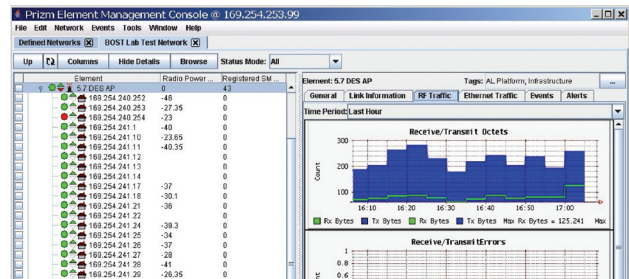 Prizm Element Management Console @ 169.254.253.99
File Edit Network Events Tools Window Help
Defined Networks BOST Lab Test Network
Up Columns Hide Details Browse Status Mode: All
Element Radio Power ... Registered SM ...
5.7 DES AP 0 43
169.254.240.252 -46 0
169.254.240.253 -27.35 0
169.254.240.254 -23 0
169.254.241.1 -40 0
169.254.241.10 -23.65 0
169.254.241.11 -40.35 0
169.254.241.12 0
169.254.241.13 0
169.254.241.14 0
169.254.241.17 -37 0
169.254.241.18 -30.1 0
169.254.241.21 -36 0
169.254.241.22 0
169.254.241.24 -39.3 0
169.254.241.25 -34 0
169.254.241.26 -37 0
169.254.241.27 -28 0
169.254.241.28 -41 0
169.254.241.29 -26.35 0
Element: 5.7 DES AP Tags: AL Platform, Infrastructure ...
General Link Information RF Traffic Ethernet Traffic Events Alerts
Time Period: Last Hour
Receive/Transmit Octets
Count
300
200
100
16:10 16:20 16:30 16:40 16:50 17:00
Rx Bytes Tx Bytes Rx Bytes Tx Bytes Max Rx Bytes = 125.241 Max
Receive/TransmitErrors
1
0.8
0.6